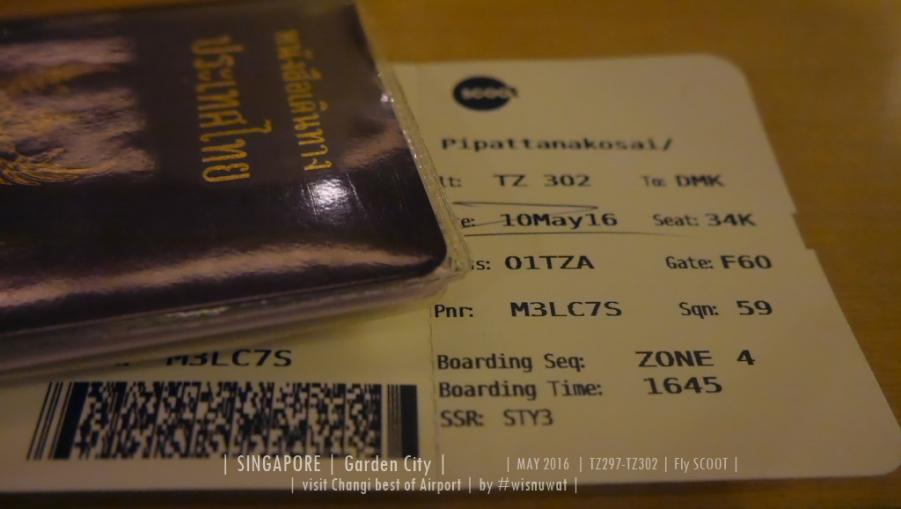 ประเทศไทย
หนังสือเดินทาง
scoot
Pipattanakosai/
lt: TZ 302 To: DMK
e: 10May16 Seat: 34K
ss: 01TZA Gate: F60
Pnr: M3LC7S Sqn: 59
M3LC7S
Boarding Seq: ZONE 4
Boarding Time: 1645
SSR: STY3
| SINGAPORE | Garden City | | MAY 2016 | TZ297-TZ302 | Fly SCOOT |
| visit Changi best of Airport | by #wisnuwat |